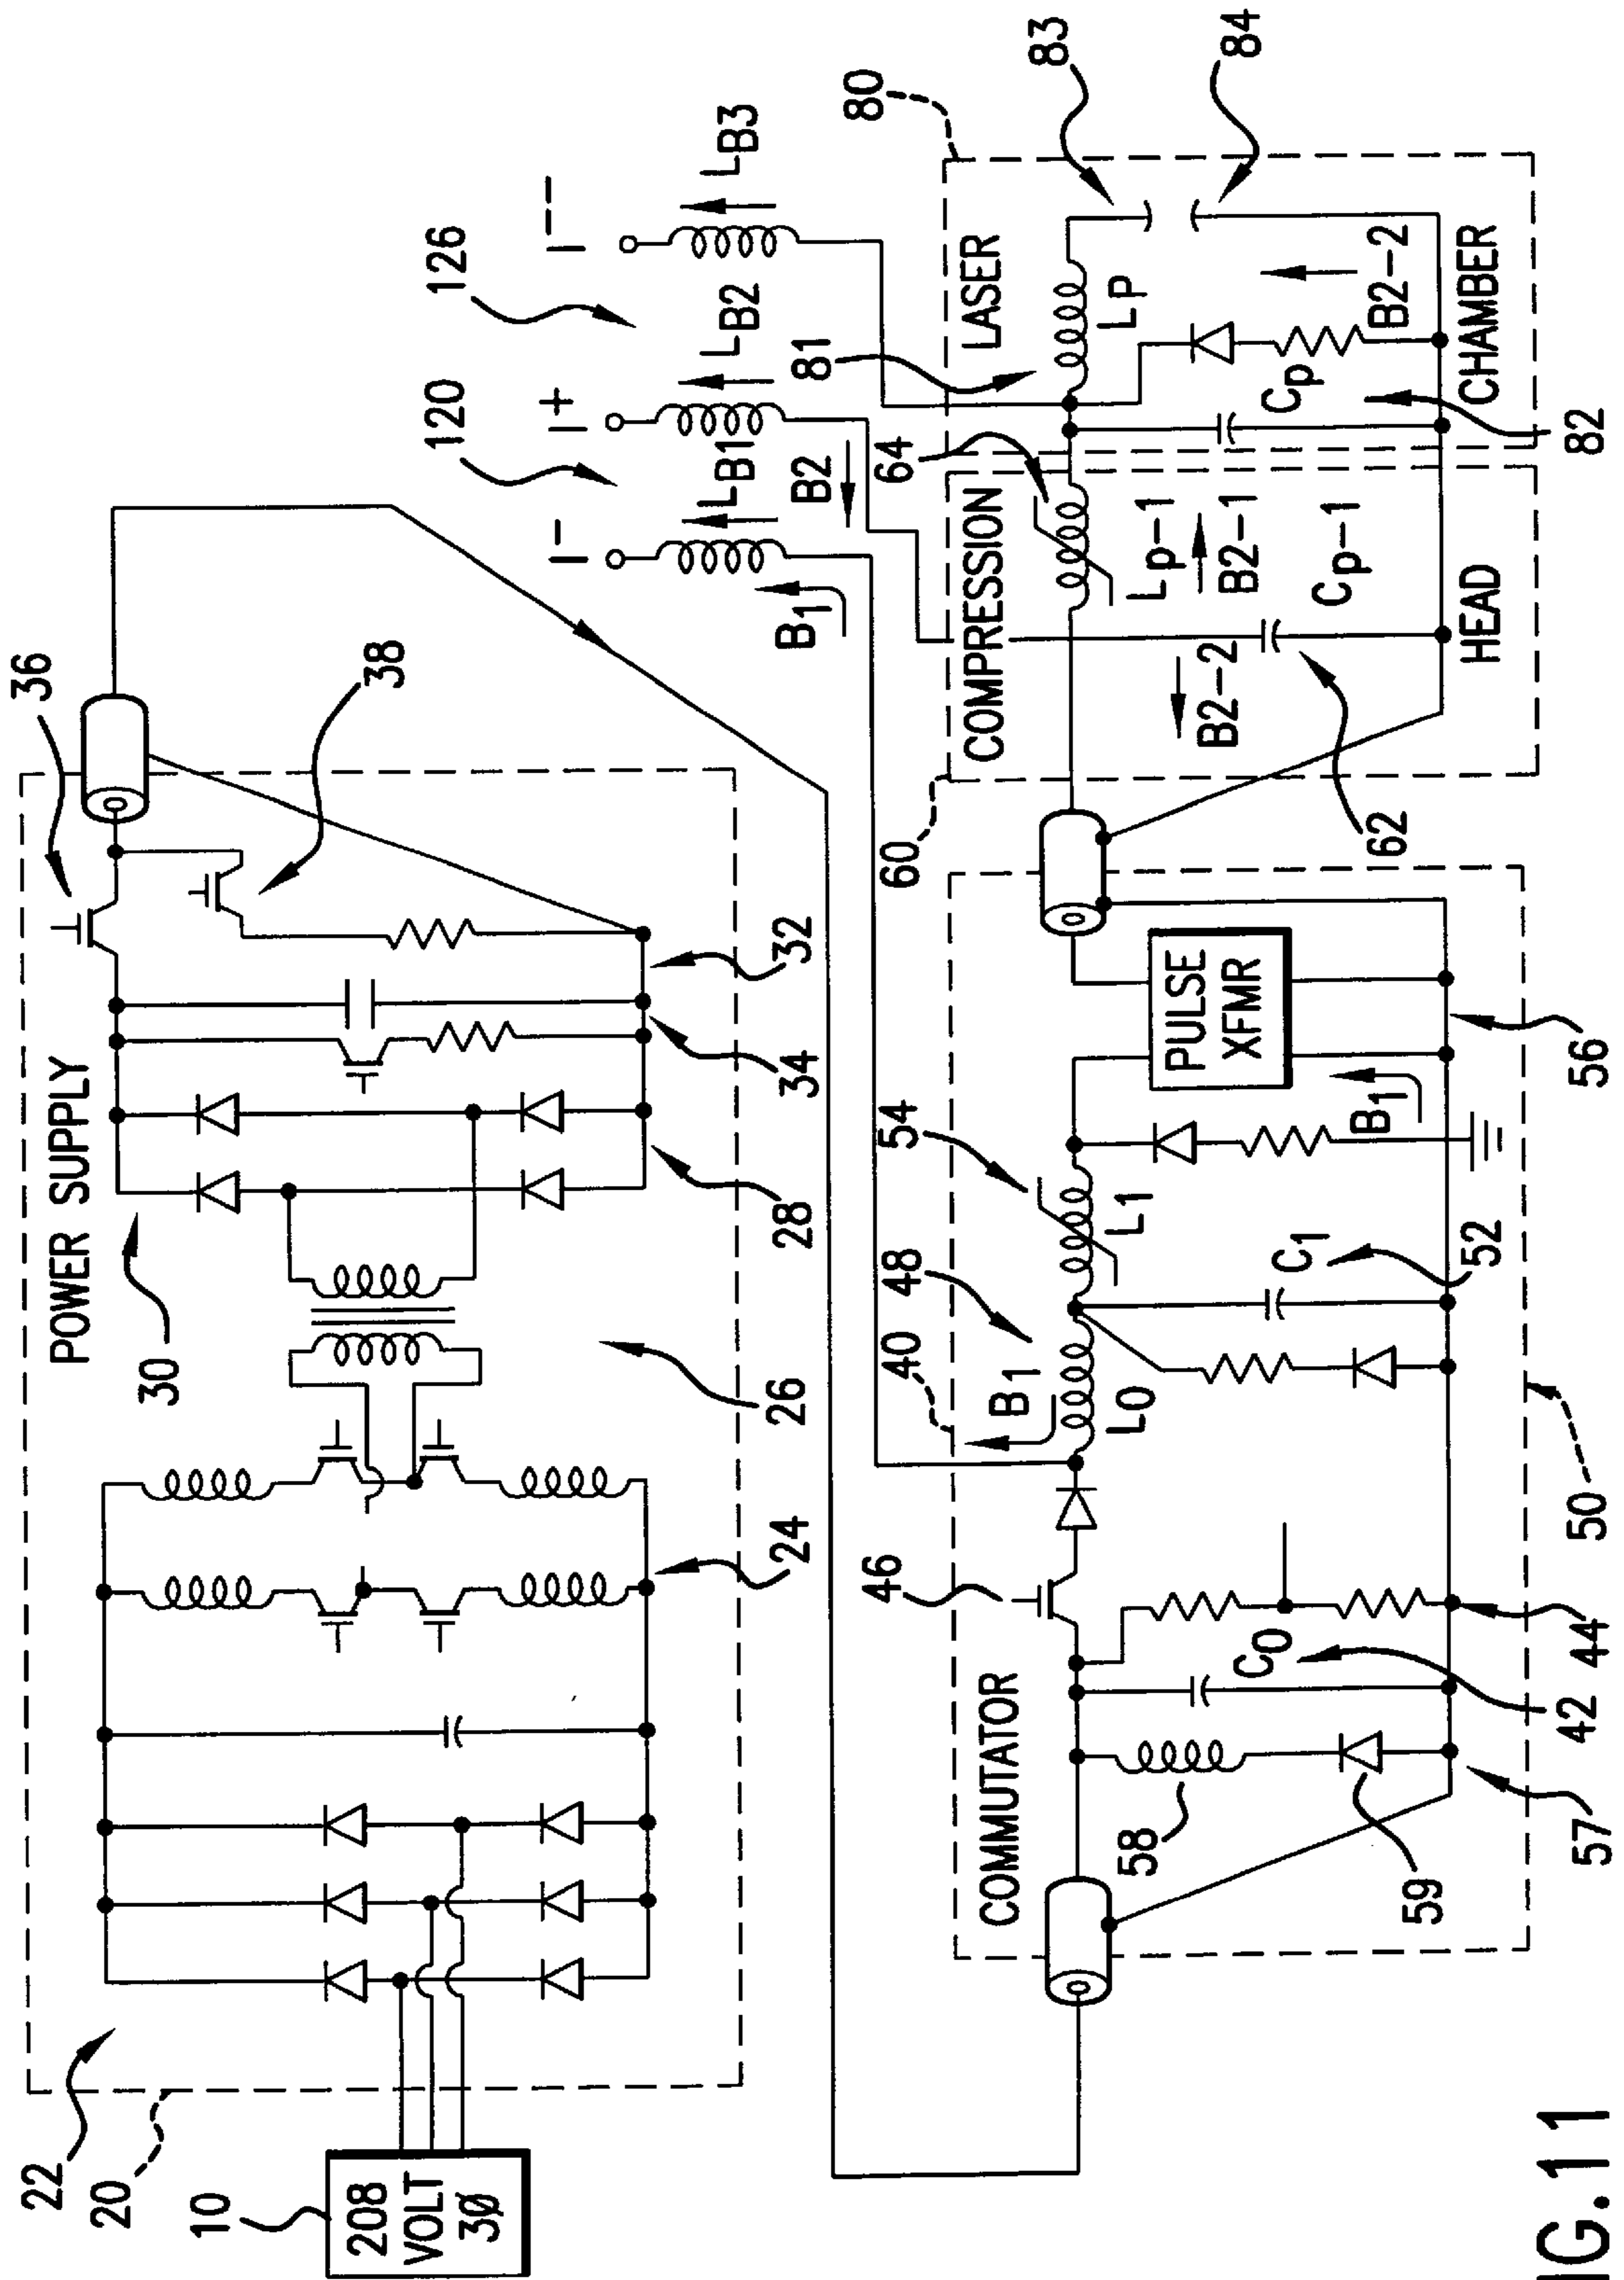 POWER SUPPLY
22
20
10
208
VOLT
3Ø
30
24
26
28
34
32
36
38
120
126
I-
I+
I--
LB1
LB2
LB3
B1
B2
COMMUTATOR
58
59
57
42
C0
44
46
50
40
48
B1
L0
C1
52
54
L1
B1
PULSE
XFMR
56
60
COMPRESSION
HEAD
62
64
Lp-1
B2-1
B2-2
Cp-1
80
81
LASER
CHAMBER
LP
Cp
82
B2-2
83
84
IG.11